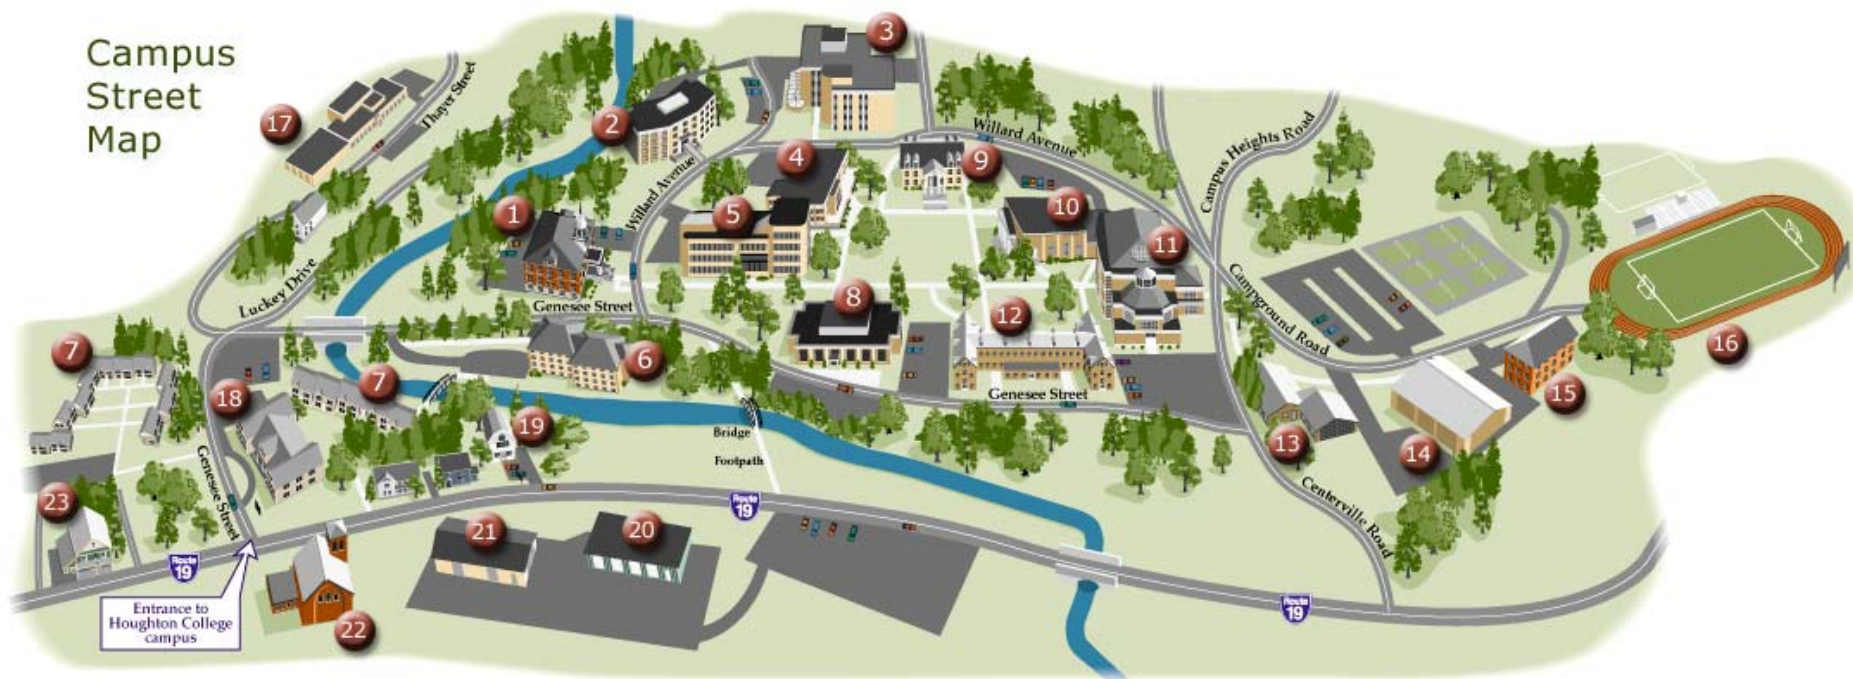 Campus
Street
Map
3
17
Thayer Street
2
Willard Avenue
Campus Heights Road
4
9
Willard Avenue
1
5
10
11
Luckey Drive
Genesee Street
8
Campground Road
12
16
7
6
7
15
18
Genesee Street
19
Bridge
13
14
Footpath
Genesee Street
23
Route
19
Centerville Road
21
20
Route
19
Entrance to
Houghton College
campus
22
Route
19